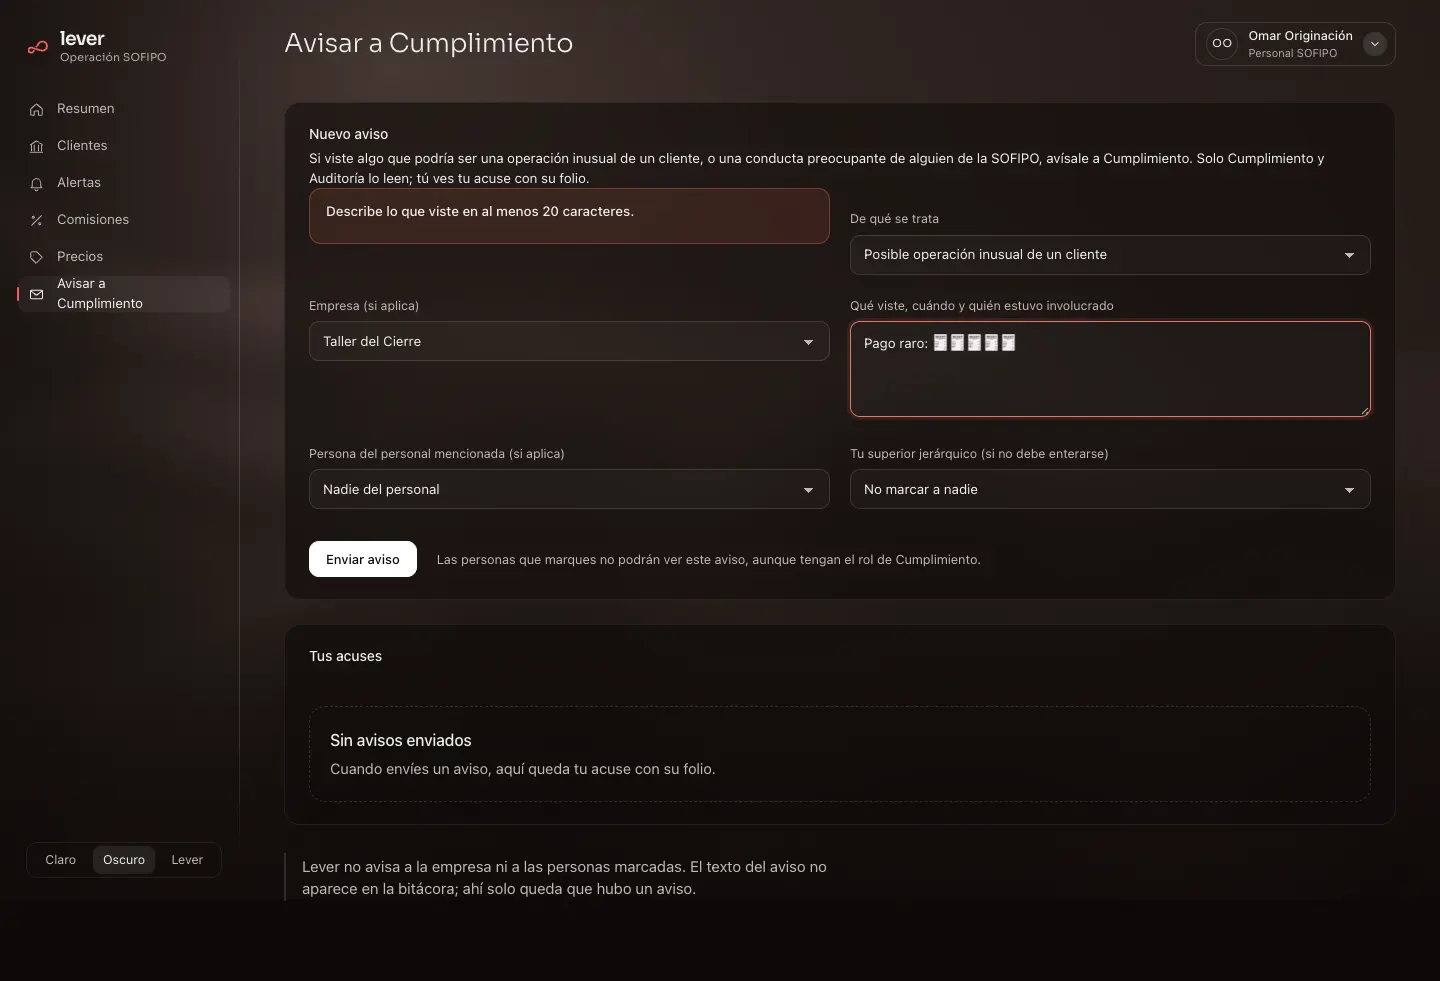 lever
Operación SOFIPO
Resumen
Clientes
Alertas
Comisiones
Precios
Avisar a
Cumplimiento
Claro
Oscuro
Lever
Avisar a Cumplimiento
OO
Omar Originación
Personal SOFIPO
Nuevo aviso
Si viste algo que podría ser una operación inusual de un cliente, o una conducta preocupante de alguien de la SOFIPO, avísale a Cumplimiento. Solo Cumplimiento y
Auditoría lo leen; tú ves tu acuse con su folio.
Describe lo que viste en al menos 20 caracteres.
De qué se trata
Posible operación inusual de un cliente
Empresa (si aplica)
Taller del Cierre
Qué viste, cuándo y quién estuvo involucrado
Pago raro: 🧾🧾🧾🧾🧾
Persona del personal mencionada (si aplica)
Nadie del personal
Tu superior jerárquico (si no debe enterarse)
No marcar a nadie
Enviar aviso
Las personas que marques no podrán ver este aviso, aunque tengan el rol de Cumplimiento.
Tus acuses
Sin avisos enviados
Cuando envíes un aviso, aquí queda tu acuse con su folio.
Lever no avisa a la empresa ni a las personas marcadas. El texto del aviso no
aparece en la bitácora; ahí solo queda que hubo un aviso.